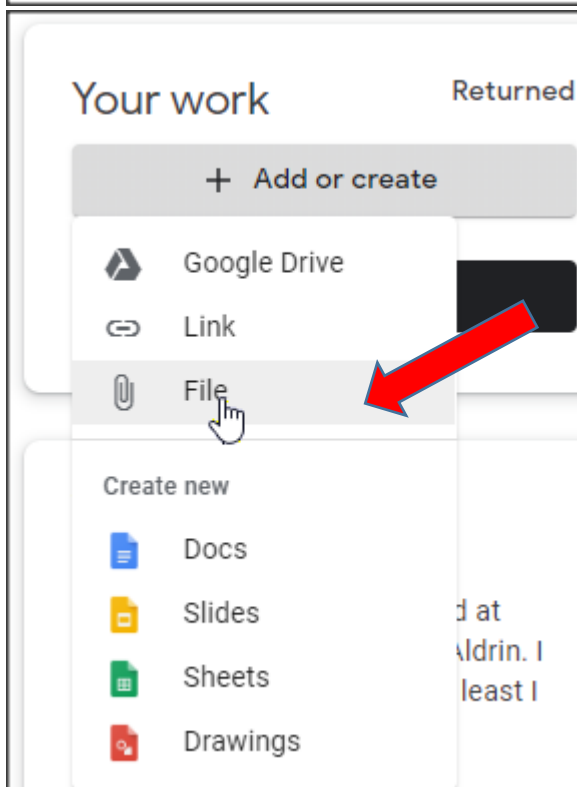 Your work Returned
+ Add or create
Google Drive
Link
File
Create new
Docs
Slides
Sheets
Drawings
d at
Aldrin. I
least I